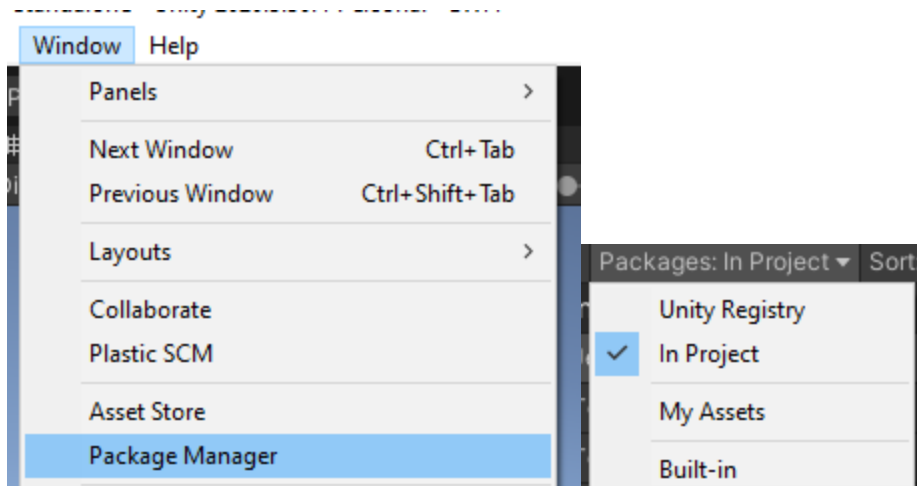 Window Help
Panels >
Next Window Ctrl+Tab
Previous Window Ctrl+Shift+Tab
Layouts >
Collaborate
Plastic SCM
Asset Store
Package Manager
Packages: In Project ▾ Sort
Unity Registry
✓ In Project
My Assets
Built-in